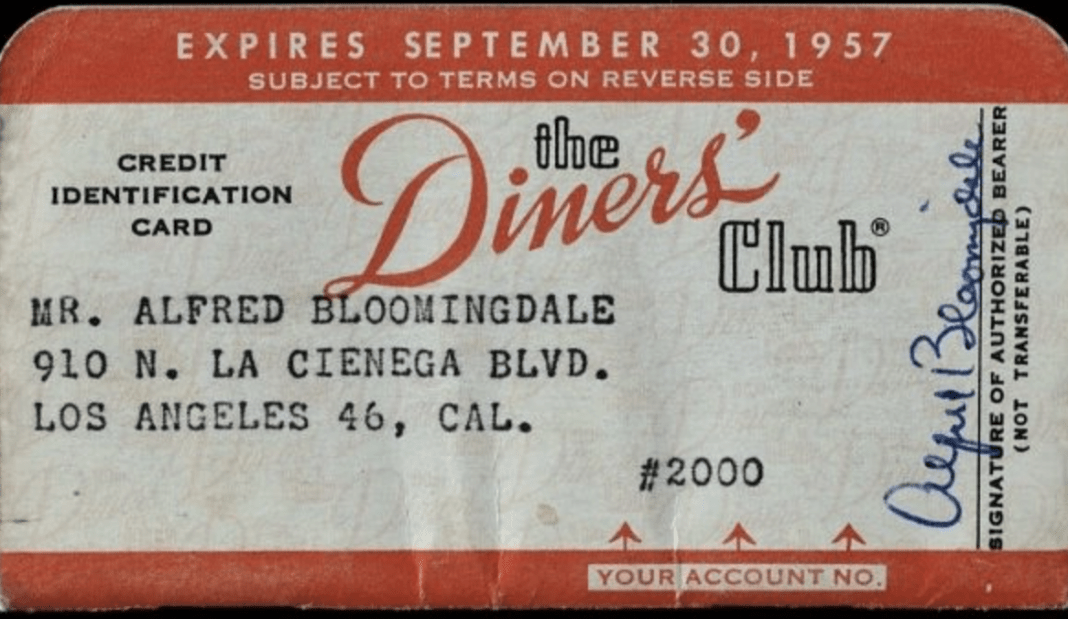 EXPIRES SEPTEMBER 30, 1957
SUBJECT TO TERMS ON REVERSE SIDE
CREDIT
IDENTIFICATION
CARD
the
Diners'
Club®
MR. ALFRED BLOOMINGDALE
910 N. LA CIENEGA BLVD.
LOS ANGELES 46, CAL.
#2000
YOUR ACCOUNT NO.
Alfred Bloomingdale
SIGNATURE OF AUTHORIZED BEARER
(NOT TRANSFERABLE)